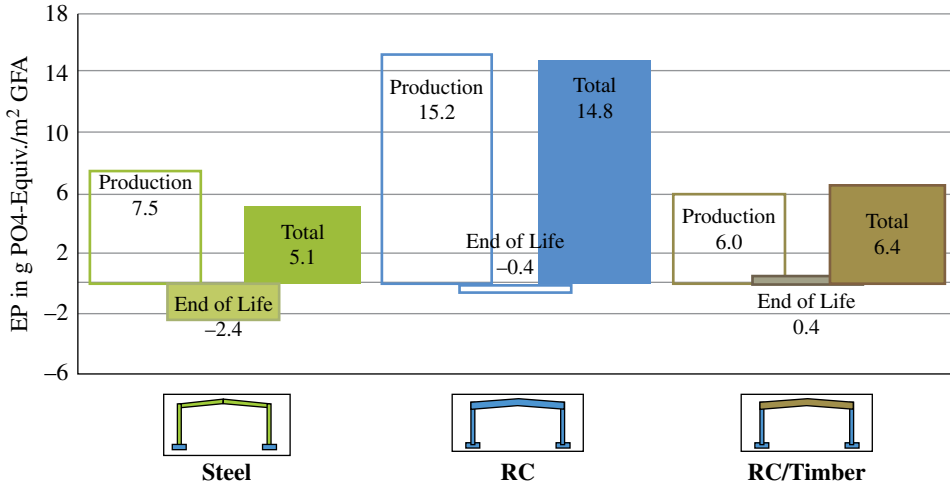 EP in g PO4-Equiv./m² GFA
18
14
10
6
2
–2
–6
Production
7.5
End of Life
–2.4
Total
5.1
Production
15.2
End of Life
–0.4
Total
14.8
Production
6.0
End of Life
0.4
Total
6.4
Steel
RC
RC/Timber